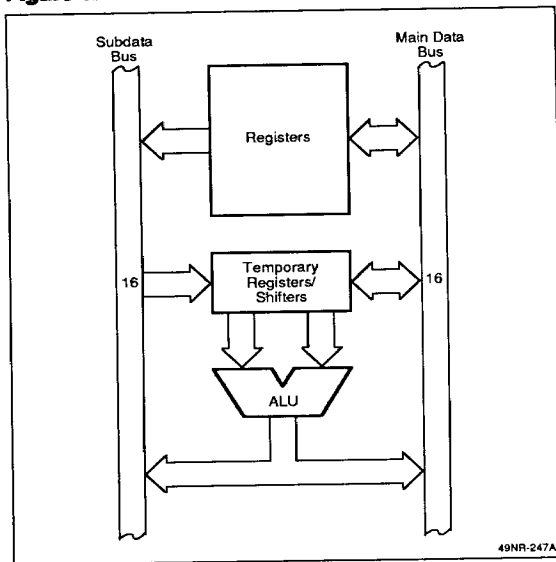 Subdata
Bus
Main Data
Bus
Registers
16
Temporary
Registers/
Shifters
16
ALU
49NR-247A